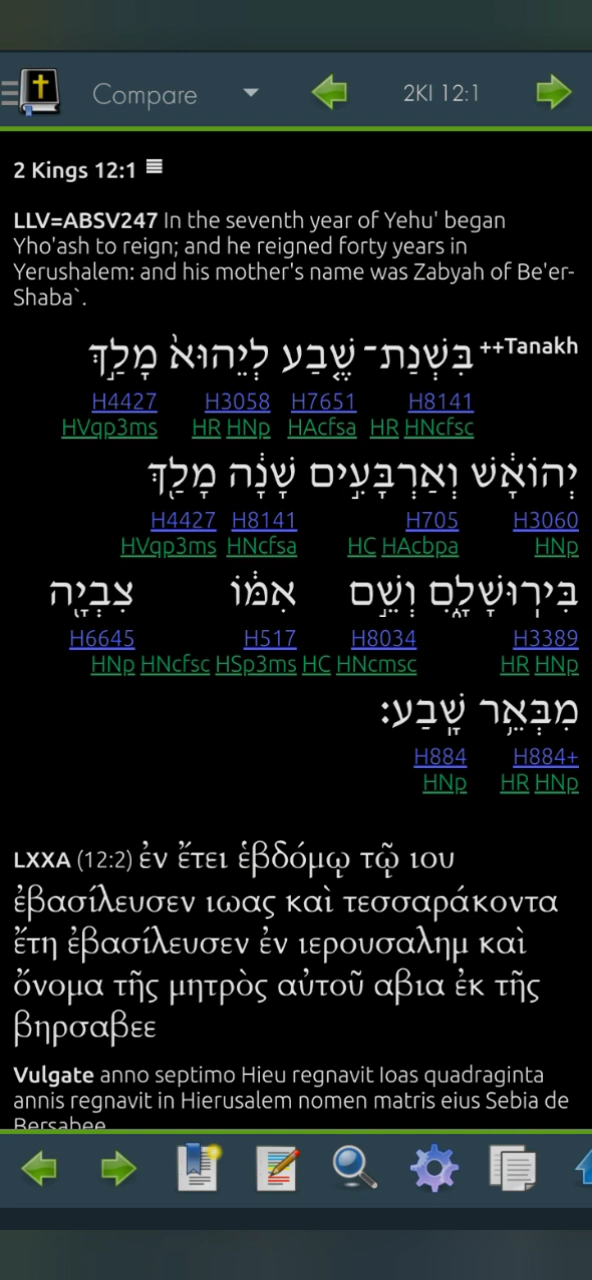 Compare
2KI 12:1
2 Kings 12:1
LLV=ABSV247 In the seventh year of Yehu' began
Yho'ash to reign; and he reigned forty years in
Yerushalem: and his mother's name was Zabyah of Be'er-
Shaba`.
++Tanakh בִּשְׁנַת־שֶׁ֤בַע לְיֵהוּא֙ מָלַ֣ךְ
H4427 H3058 H7651 H8141
HVqp3ms HR HNp HAcfsa HR HNcfsc
יְהוֹאָ֔שׁ וְאַרְבָּעִ֣ים שָׁנָ֔ה מָלַ֖ךְ
H4427 H8141 H705 H3060
HVqp3ms HNcfsa HC HAcbpa HNp
בִּירֽוּשָׁלָ֑͏ִם וְשֵׁ֣ם אִמּ֔וֹ צִבְיָ֖ה
H6645 H517 H8034 H3389
HNp HNcfsc HSp3ms HC HNcmsc HR HNp
מִבְּאֵ֥ר שָֽׁבַע׃
H884 H884+
HNp HR HNp
LXXA (12:2) ἐν ἔτει ἑβδόμῳ τῷ ιου
ἐβασίλευσεν ιωας καὶ τεσσαράκοντα
ἔτη ἐβασίλευσεν ἐν ιερουσαλημ καὶ
ὄνομα τῆς μητρὸς αὐτοῦ αβια ἐκ τῆς
βηρσαβεε
Vulgate anno septimo Hieu regnavit Ioas quadraginta
annis regnavit in Hierusalem nomen matris eius Sebia de
Bersabee